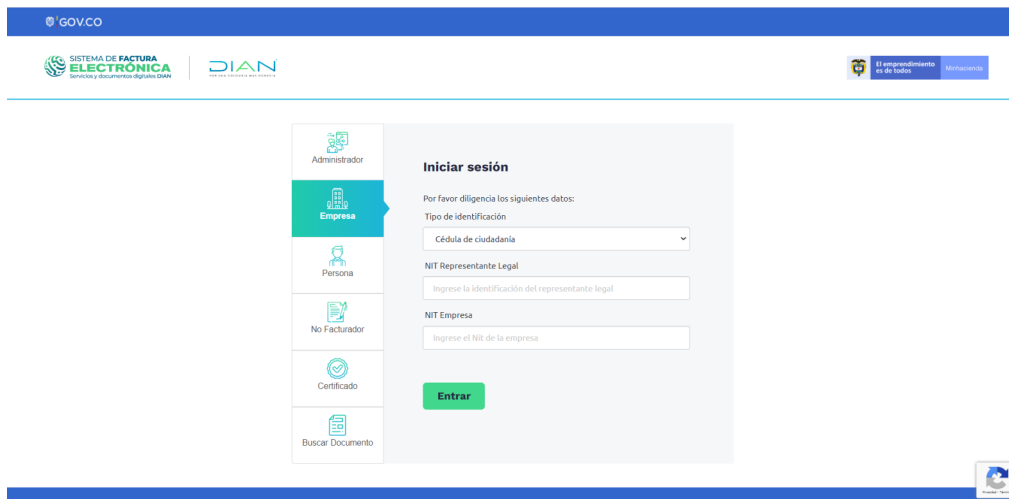 GOV.CO
SISTEMA DE FACTURA
ELECTRÓNICA
Servicios y documentos digitales DIAN
DIAN
El emprendimiento
es de todos
Minhacienda
Administrador
Empresa
Persona
No Facturador
Certificado
Buscar Documento
Iniciar sesión
Por favor diligencia los siguientes datos:
Tipo de identificación
Cédula de ciudadanía
NIT Representante Legal
Ingrese la identificación del representante legal
NIT Empresa
Ingrese el Nit de la empresa
Entrar